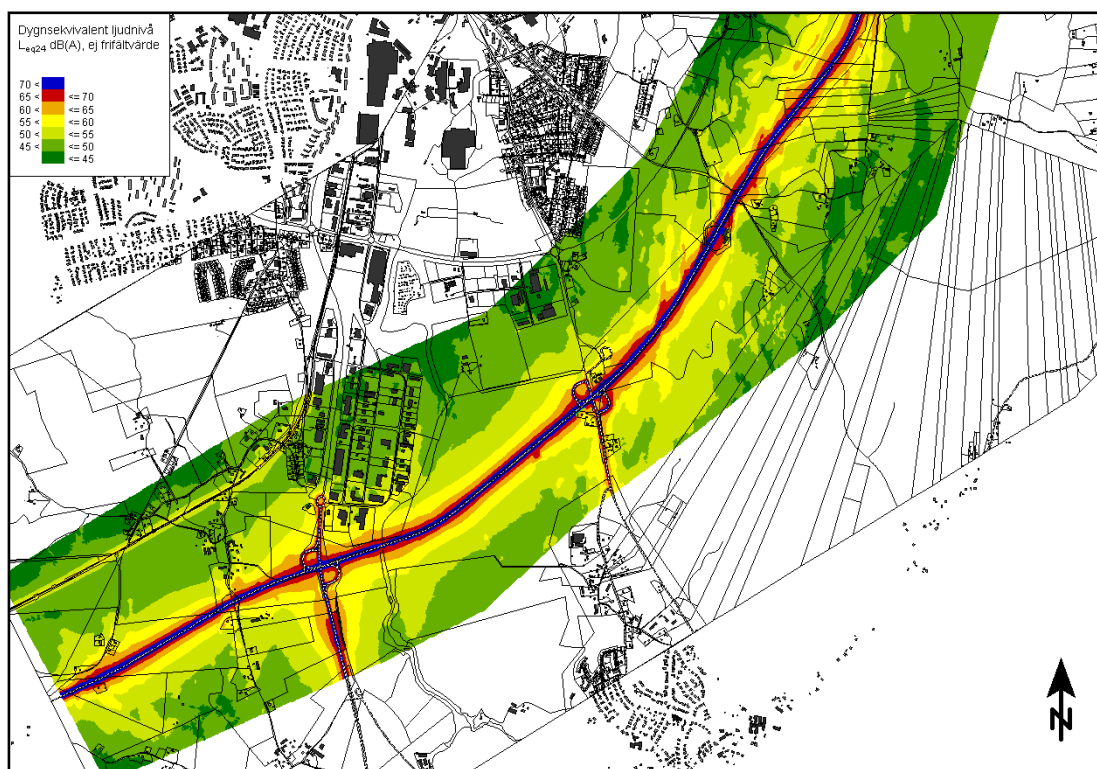 Dygnsekvivalent ljudnivå
Leq24 dB(A), ej frifältvärde
70 <
65 < <= 70
60 < <= 65
55 < <= 60
50 < <= 55
45 < <= 50
<= 45
N